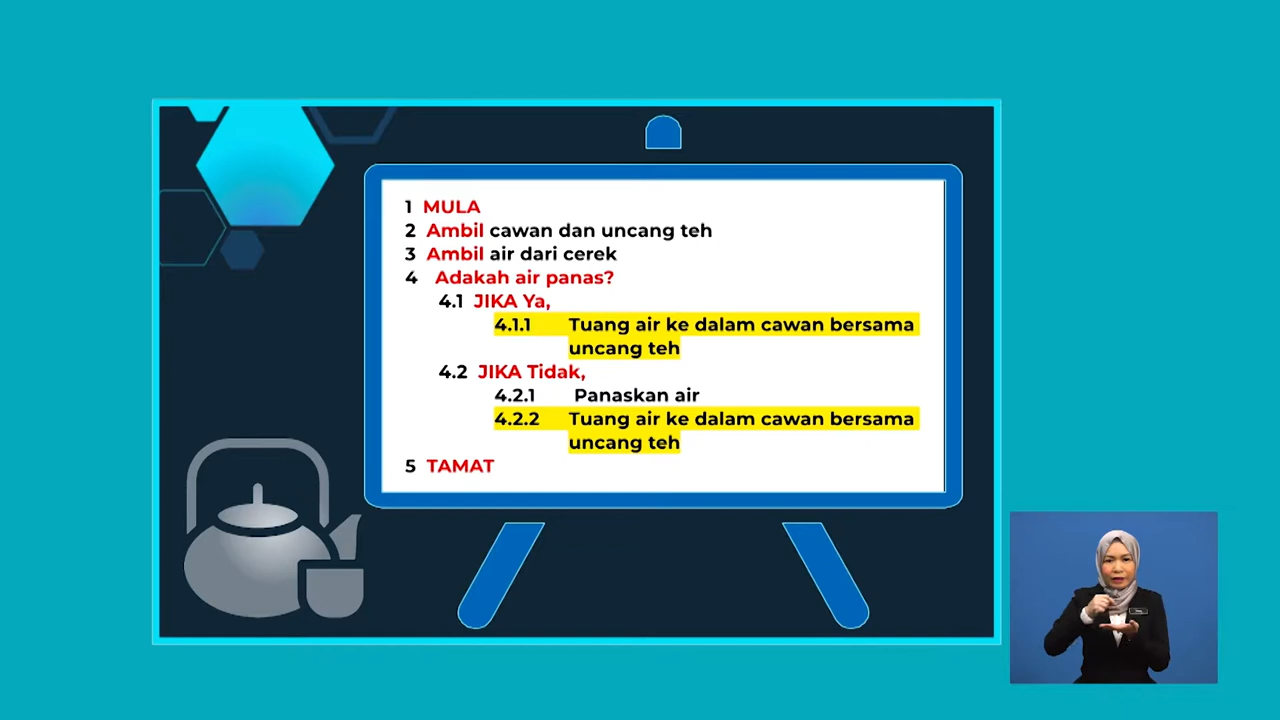 1 MULA
2 Ambil cawan dan uncang teh
3 Ambil air dari cerek
4 Adakah air panas?
4.1 JIKA Ya,
4.1.1 Tuang air ke dalam cawan bersama
uncang teh
4.2 JIKA Tidak,
4.2.1 Panaskan air
4.2.2 Tuang air ke dalam cawan bersama
uncang teh
5 TAMAT